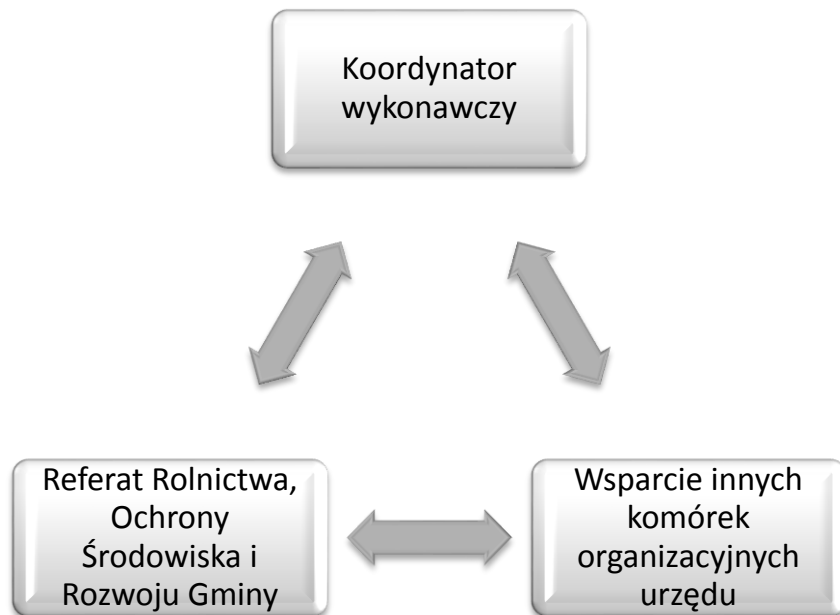 Koordynator
wykonawczy
Referat Rolnictwa,
Ochrony
Środowiska i
Rozwoju Gminy
Wsparcie innych
komórek
organizacyjnych
urzędu